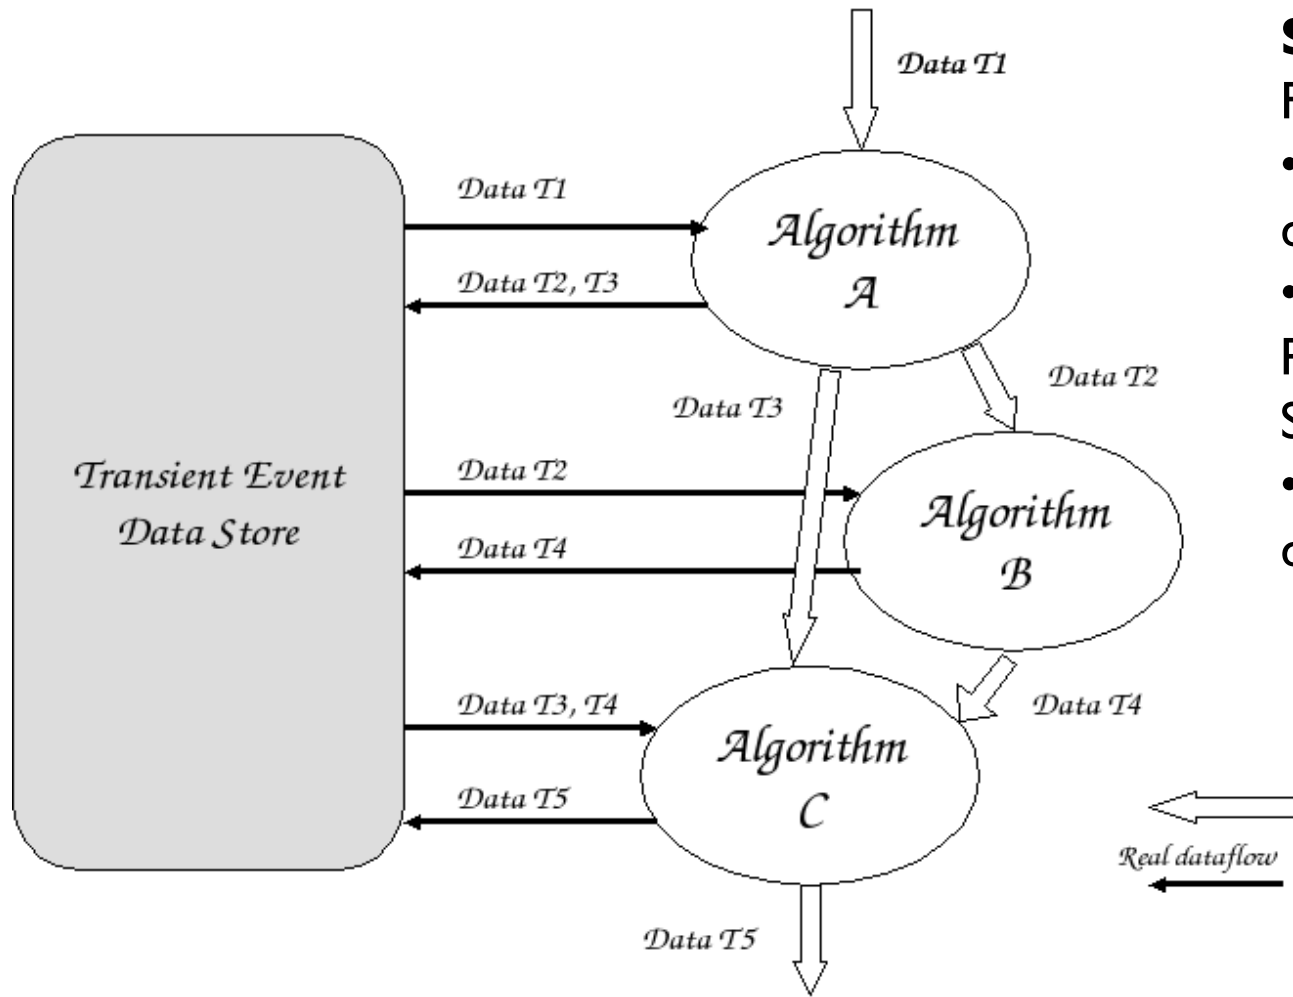 Data T1
Data T1
Algorithm
A
Data T2, T3
Data T2
Data T3
Transient Event
Data Store
Data T2
Algorithm
B
Data T4
Data T3, T4
Data T4
Algorithm
C
Data T5
Real dataflow
Data T5